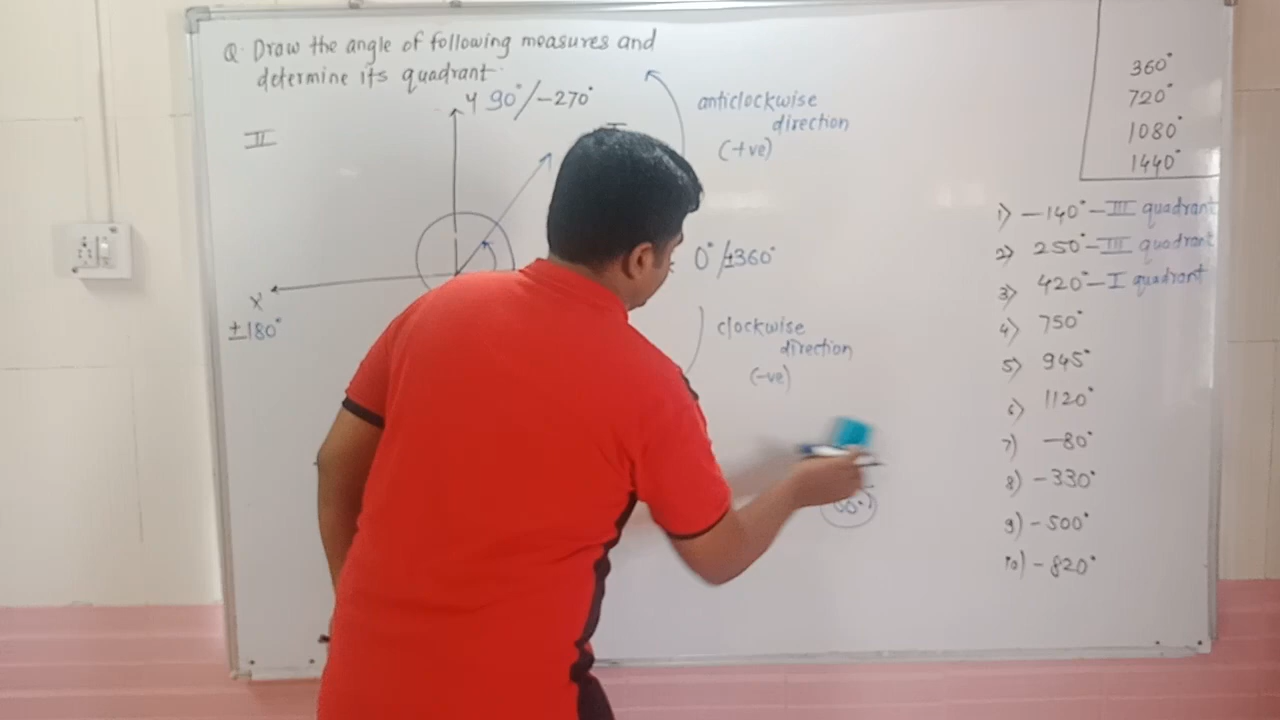 Q. Draw the angle of following measures and
determine its quadrant.
Y 90°/-270°
II
anticlockwise
direction
(+ve)
0°/±360°
X'
±180°
clockwise
direction
(-ve)
360°
720°
1080°
1440°
1) -140° - III quadrant
2) 250° - III quadrant
3) 420° - I quadrant
4) 750°
5) 945°
6) 1120°
7) -80°
8) -330°
9) -500°
10) -820°